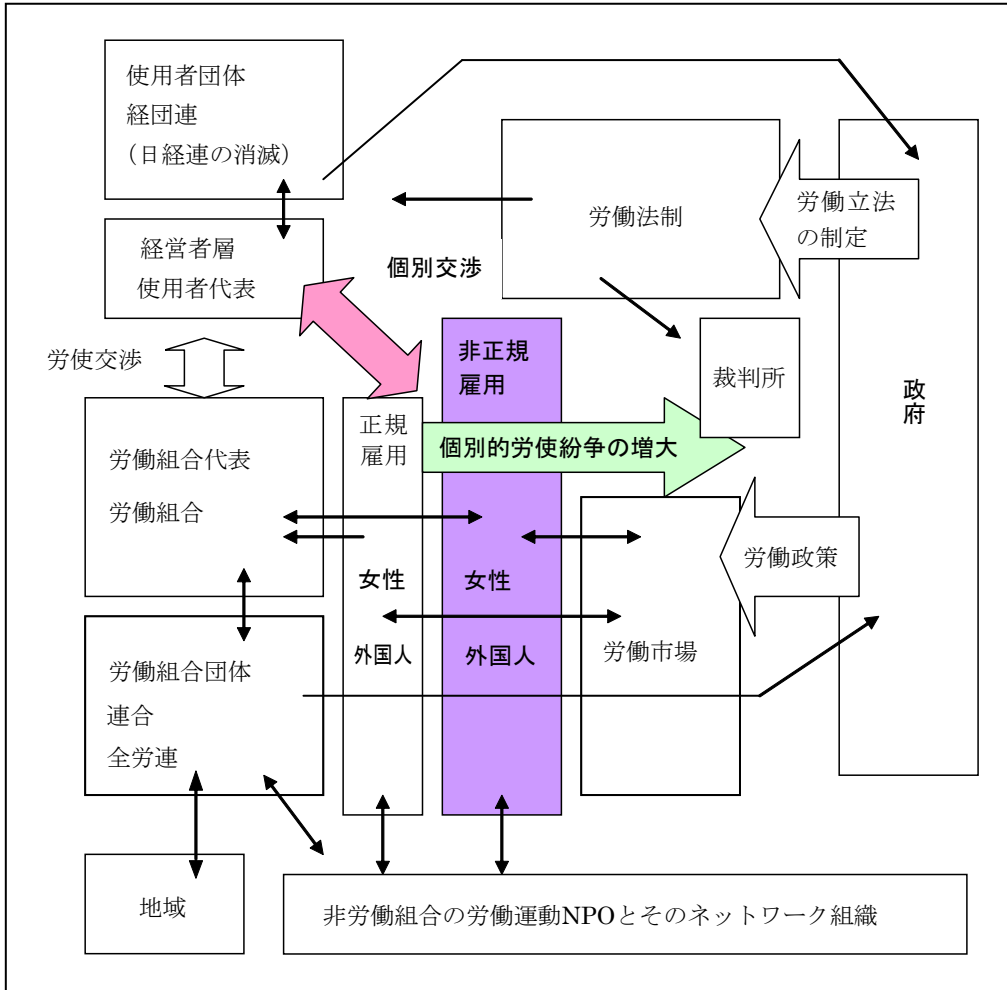 使用者団体
経団連
（日経連の消滅）
経営者層
使用者代表
個別交渉
労働法制
労働立法
の制定
労使交渉
非正規
雇用
裁判所
政府
正規
雇用
個別的労使紛争の増大
労働組合代表
労働組合
労働政策
女性
女性
外国人
外国人
労働市場
労働組合団体
連合
全労連
地域
非労働組合の労働運動NPOとそのネットワーク組織